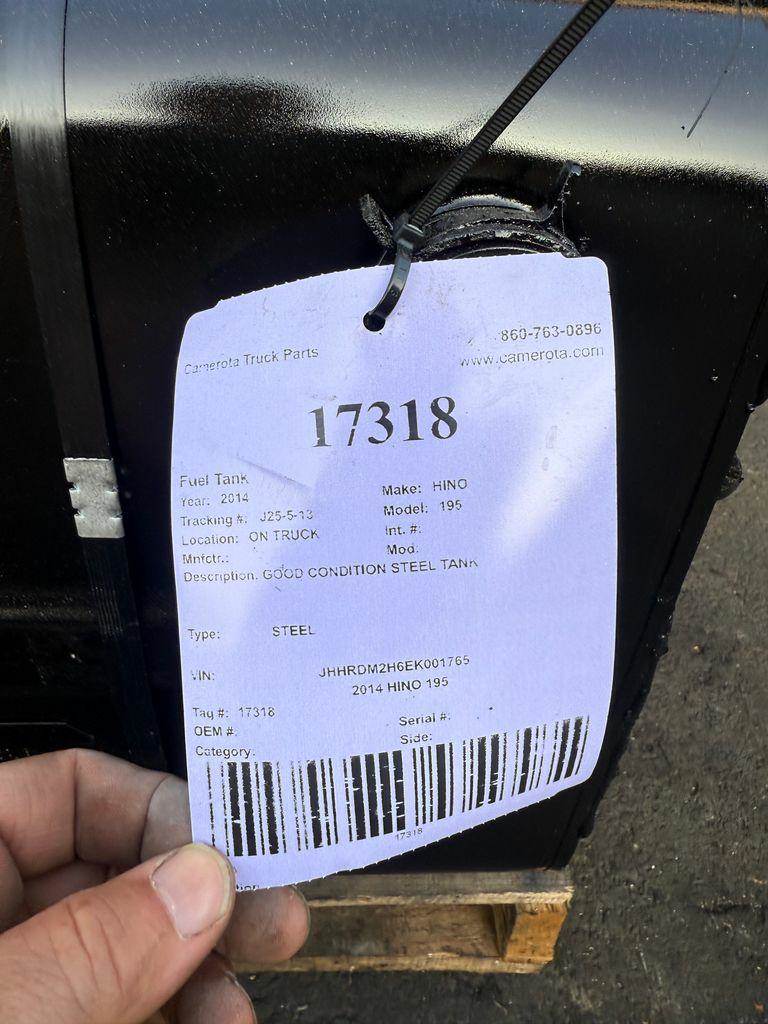 Camerota Truck Parts 860-763-0896
www.camerota.com
17318
Fuel Tank
Year: 2014 Make: HINO
Tracking #: J25-5-13 Model: 195
Location: ON TRUCK Int. #:
Mnfctr.: Mod:
Description: GOOD CONDITION STEEL TANK
Type: STEEL
VIN: JHHRDM2H6EK001765
2014 HINO 195
Tag #: 17318 Serial #:
OEM #: Side:
Category:
17318